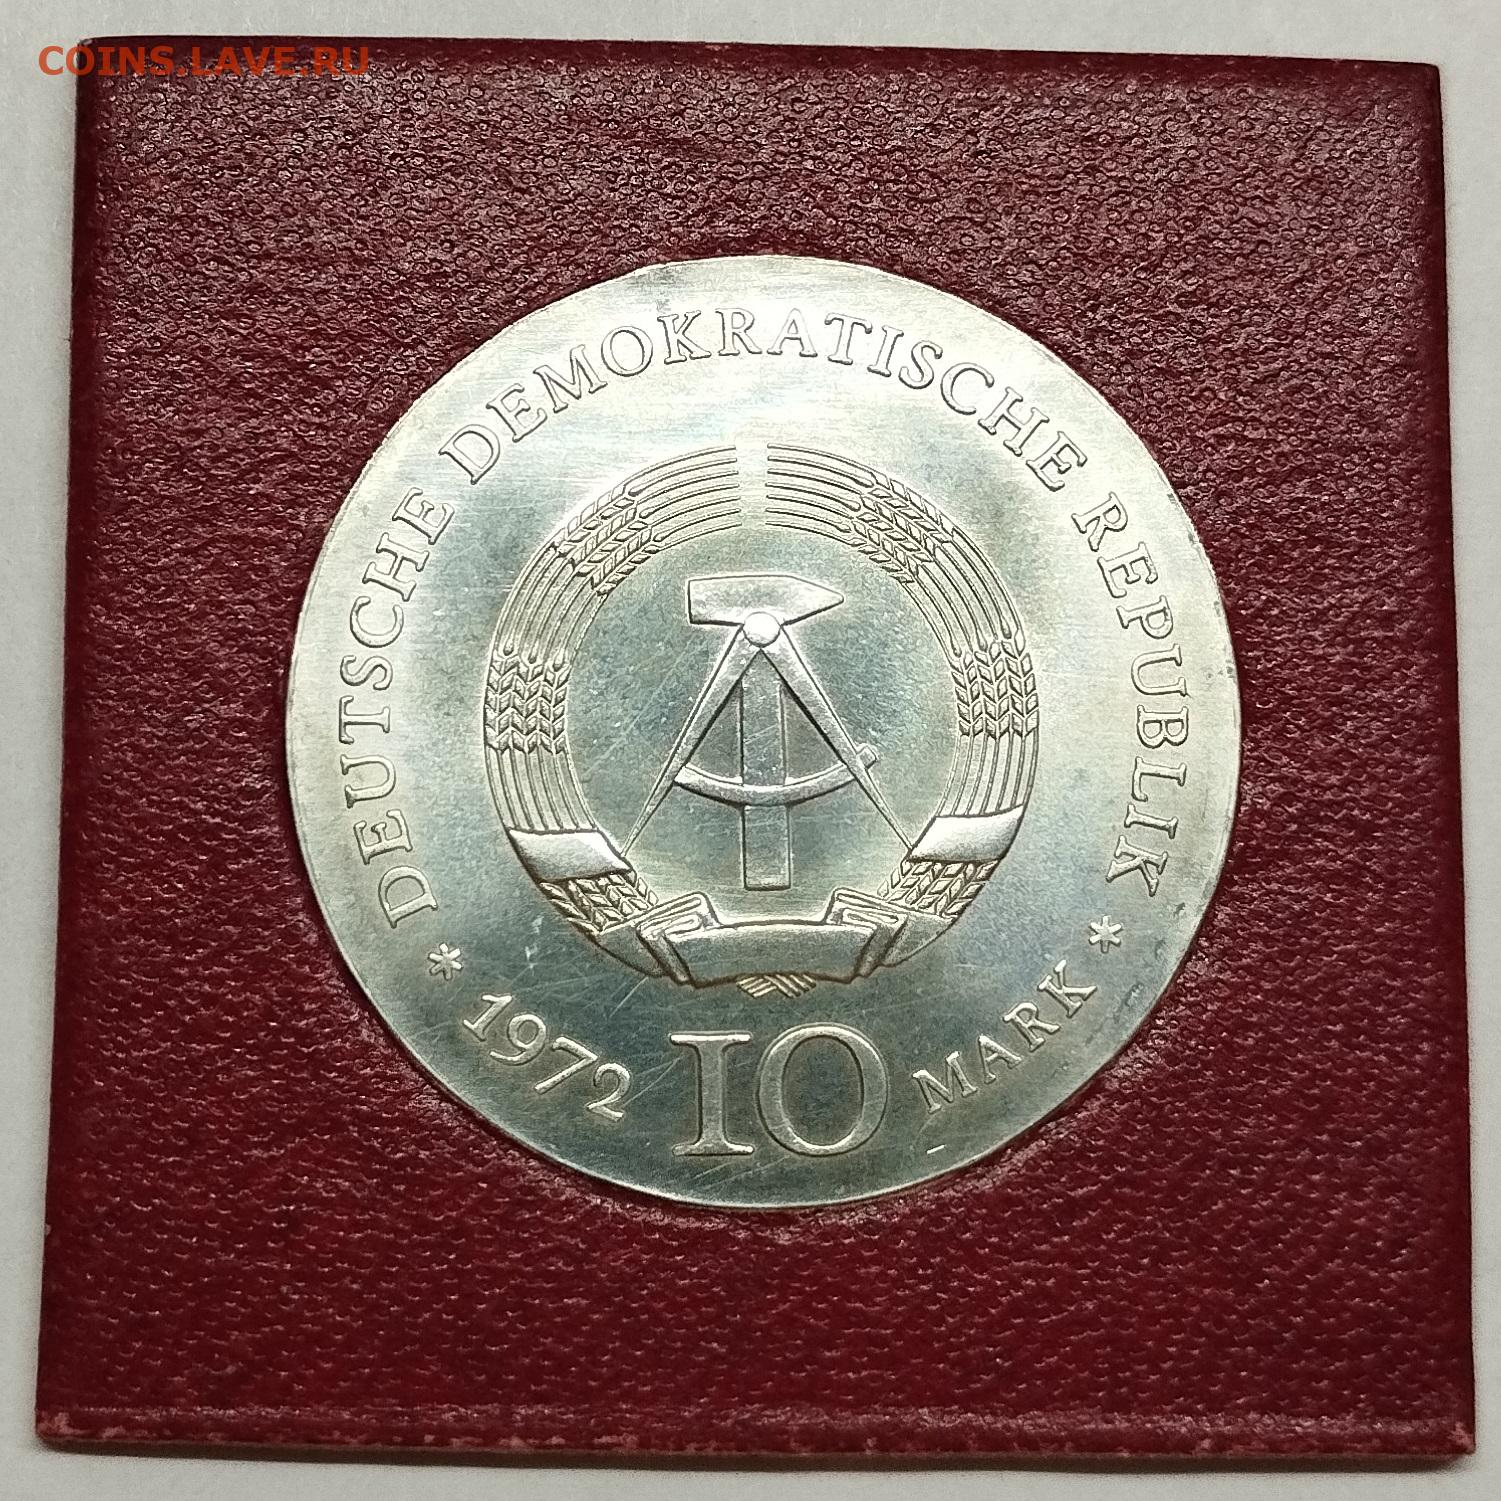 COINS.LAVE.RU
DEUTSCHE DEMOKRATISCHE REPUBLIK
* 1972 10 MARK *